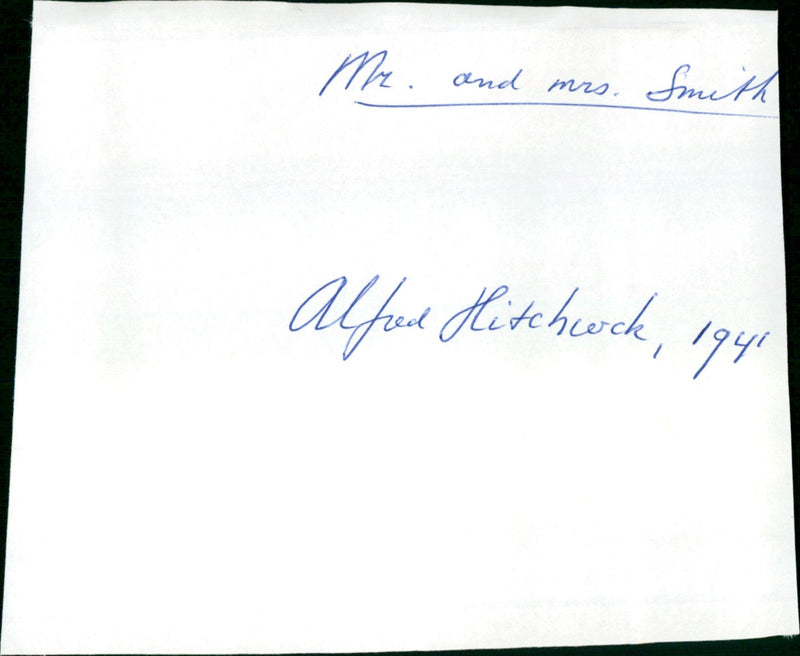 Mr. and mrs. Smith
Alfred Hitchcock, 1941